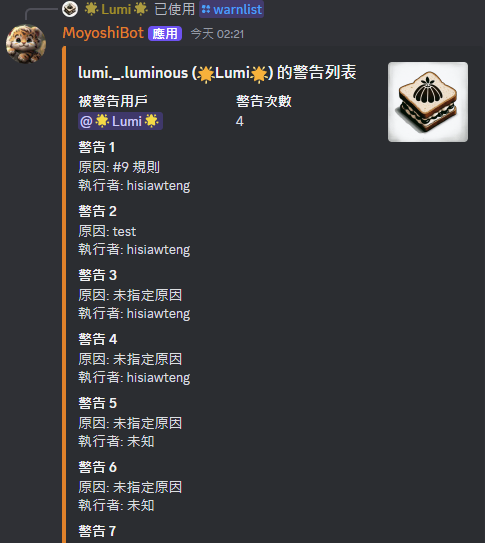 🌟Lumi🌟 已使用 warnlist
MoyoshiBot 應用 今天 02:21
lumi._.luminous (🌟Lumi🌟) 的警告列表
被警告用戶 警告次數
@🌟Lumi🌟 4
警告 1
原因: #9 規則
執行者: hisiawteng
警告 2
原因: test
執行者: hisiawteng
警告 3
原因: 未指定原因
執行者: hisiawteng
警告 4
原因: 未指定原因
執行者: hisiawteng
警告 5
原因: 未指定原因
執行者: 未知
警告 6
原因: 未指定原因
執行者: 未知
警告 7